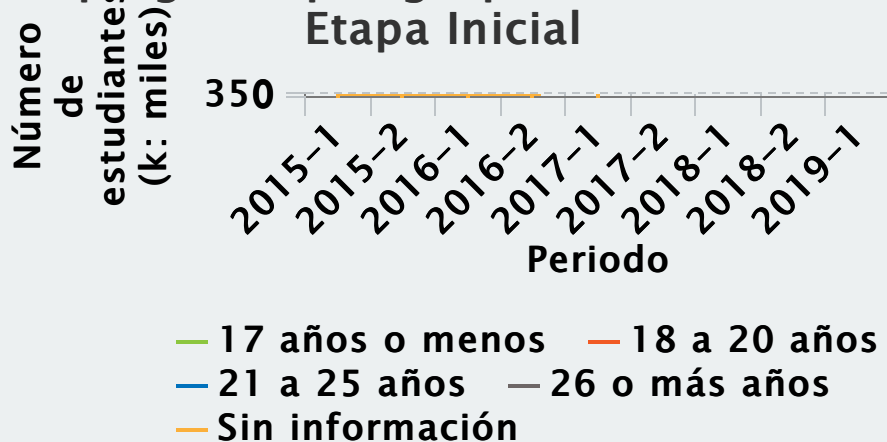 Etapa Inicial
Número
de
estudiantes
(k: miles)
350
2015-1
2015-2
2016-1
2016-2
2017-1
2017-2
2018-1
2018-2
2019-1
Periodo
17 años o menos 18 a 20 años
21 a 25 años 26 o más años
Sin información